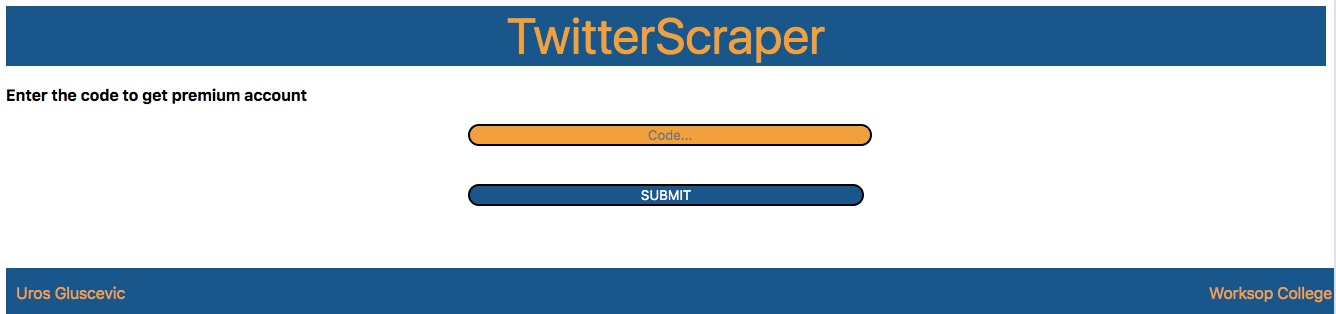 TwitterScraper
Enter the code to get premium account
Code...
SUBMIT
Uros Gluscevic
Worksop College